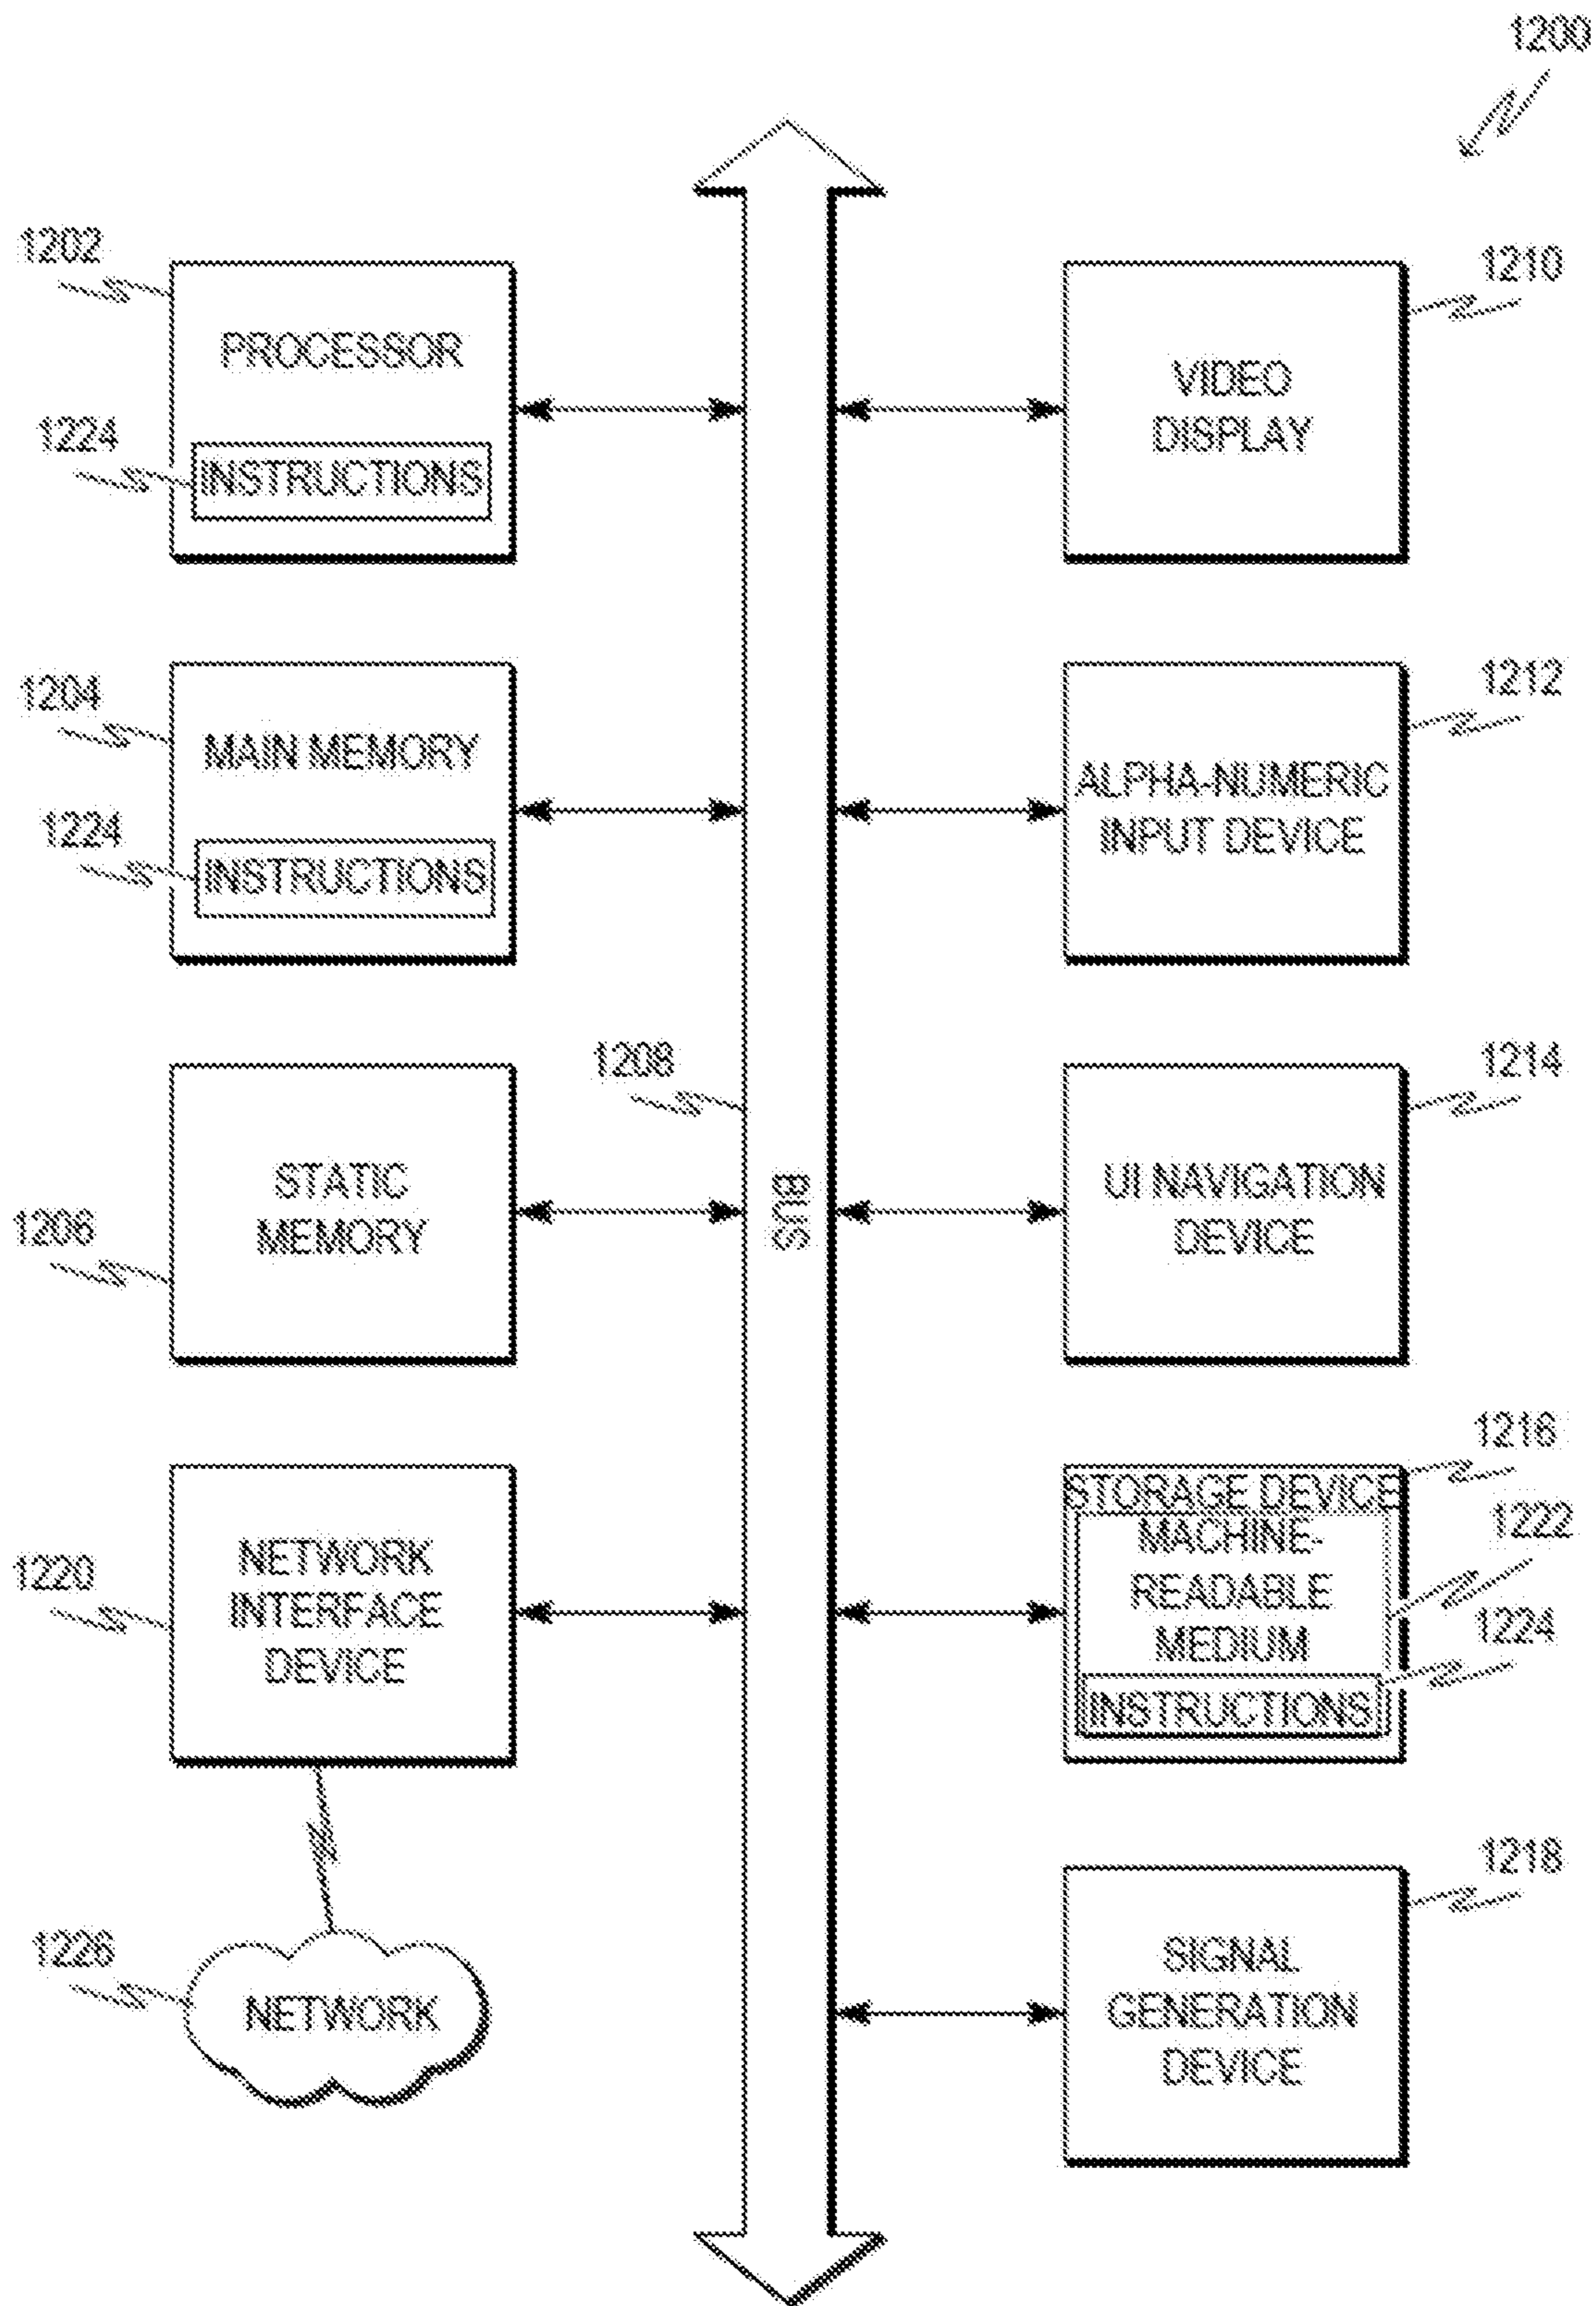 1200
1202
PROCESSOR
1224
INSTRUCTIONS
1204
MAIN MEMORY
1224
INSTRUCTIONS
1206
STATIC
MEMORY
1220
NETWORK
INTERFACE
DEVICE
1226
NETWORK
1208
BUS
1210
VIDEO
DISPLAY
1212
ALPHA-NUMERIC
INPUT DEVICE
1214
UI NAVIGATION
DEVICE
1216
STORAGE DEVICE
1222
MACHINE-
READABLE
MEDIUM
1224
INSTRUCTIONS
1218
SIGNAL
GENERATION
DEVICE